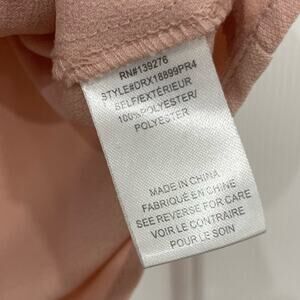 RN#139276
STYLE#DRX18899PR4
SELF/EXTÉRIEUR
100%POLYESTER/
POLYESTER
MADE IN CHINA
FABRIQUÉ EN CHINE
SEE REVERSE FOR CARE
VOIR LE CONTRAIRE
POUR LE SOIN